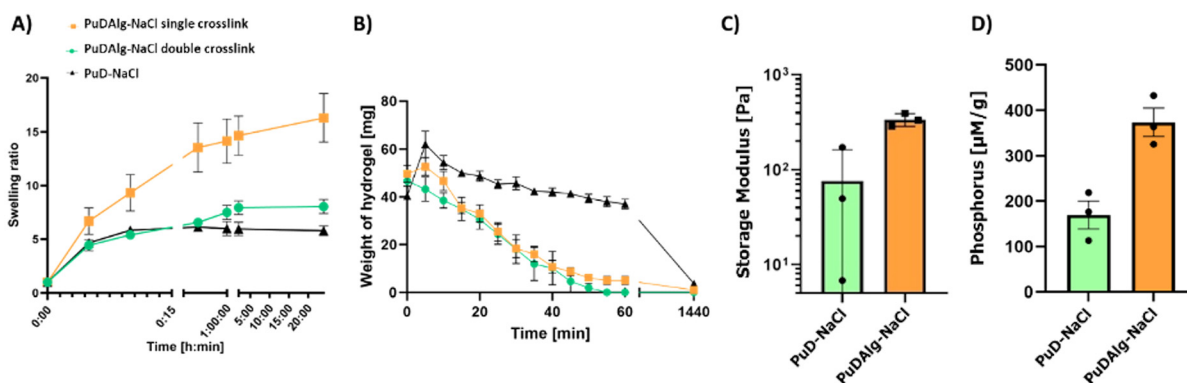 A)
PuDAlg-NaCl single crosslink
PuDAlg-NaCl double crosslink
PuD-NaCl
Swelling ratio
20
15
10
5
0
0:00
0:15
1:00:00
5:00
10:00
15:00
20:00
Time [h:min]
B)
Weight of hydrogel [mg]
80
60
40
20
0
0
20
40
60
1440
Time [min]
C)
Storage Modulus [Pa]
10³
10²
10¹
PuD-NaCl
PuDAlg-NaCl
D)
Phosphorus [µM/g]
500
400
300
200
100
0
PuD-NaCl
PuDAlg-NaCl